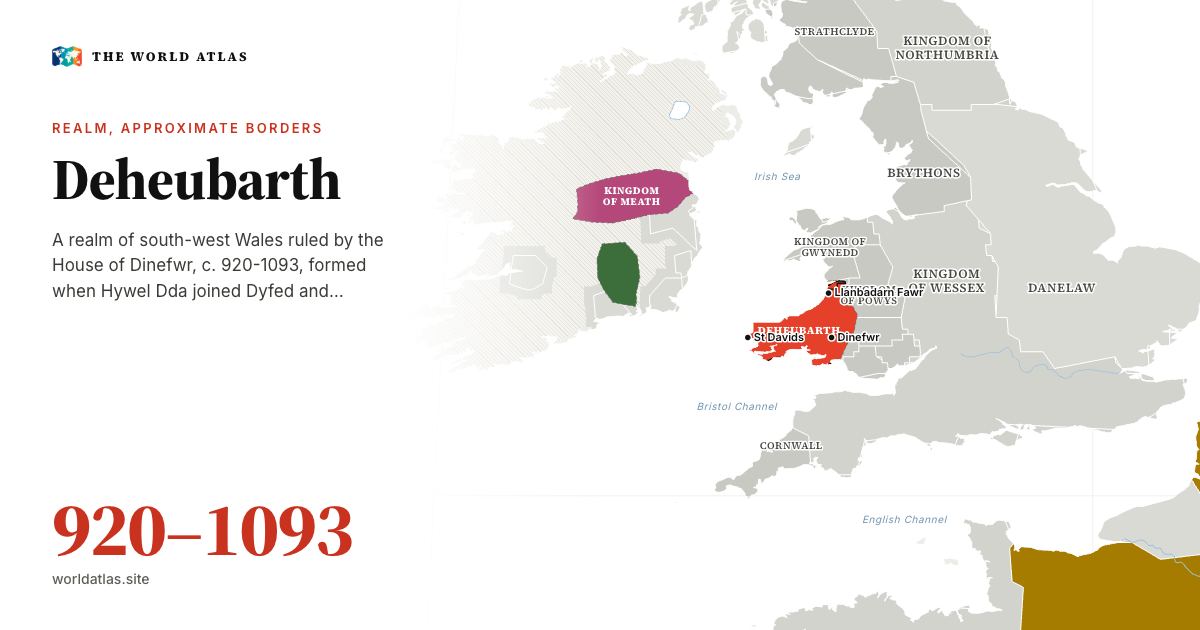 THE WORLD ATLAS
REALM, APPROXIMATE BORDERS
Deheubarth
A realm of south-west Wales ruled by the
House of Dinefwr, c. 920-1093, formed
when Hywel Dda joined Dyfed and...
920–1093
worldatlas.site
STRATHCLYDE
KINGDOM OF
NORTHUMBRIA
Irish Sea
BRYTHONS
KINGDOM
OF MEATH
KINGDOM OF
GWYNEDD
KINGDOM
OF WESSEX
DANELAW
Llanbadarn Fawr
KINGDOM
OF POWYS
DEHEUBARTH
St Davids
Dinefwr
Bristol Channel
CORNWALL
English Channel